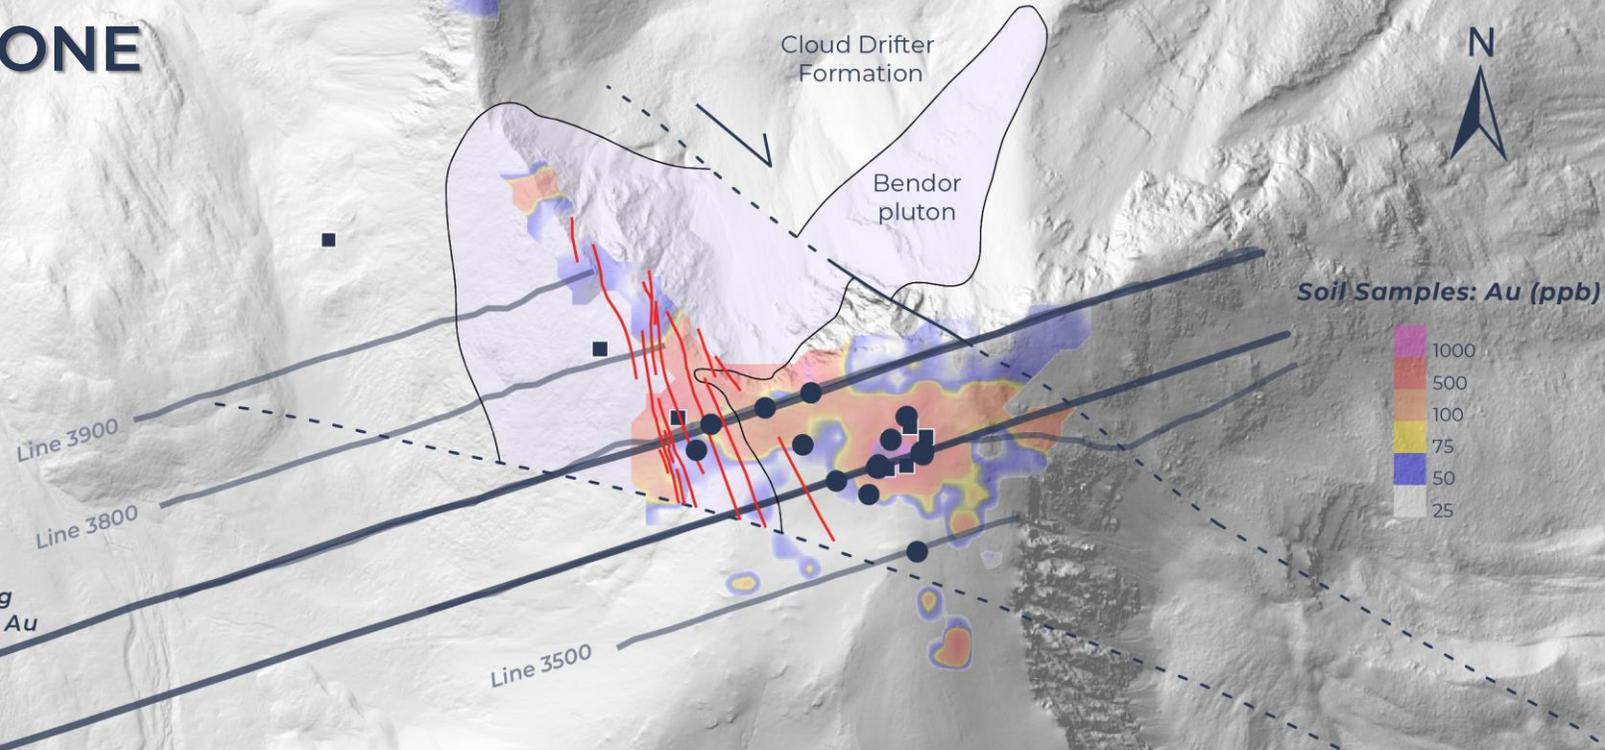 ONE
Cloud Drifter
Formation
N
Bendor
pluton
Soil Samples: Au (ppb)
1000
500
100
75
50
25
Line 3900
Line 3800
g
Au
Line 3500